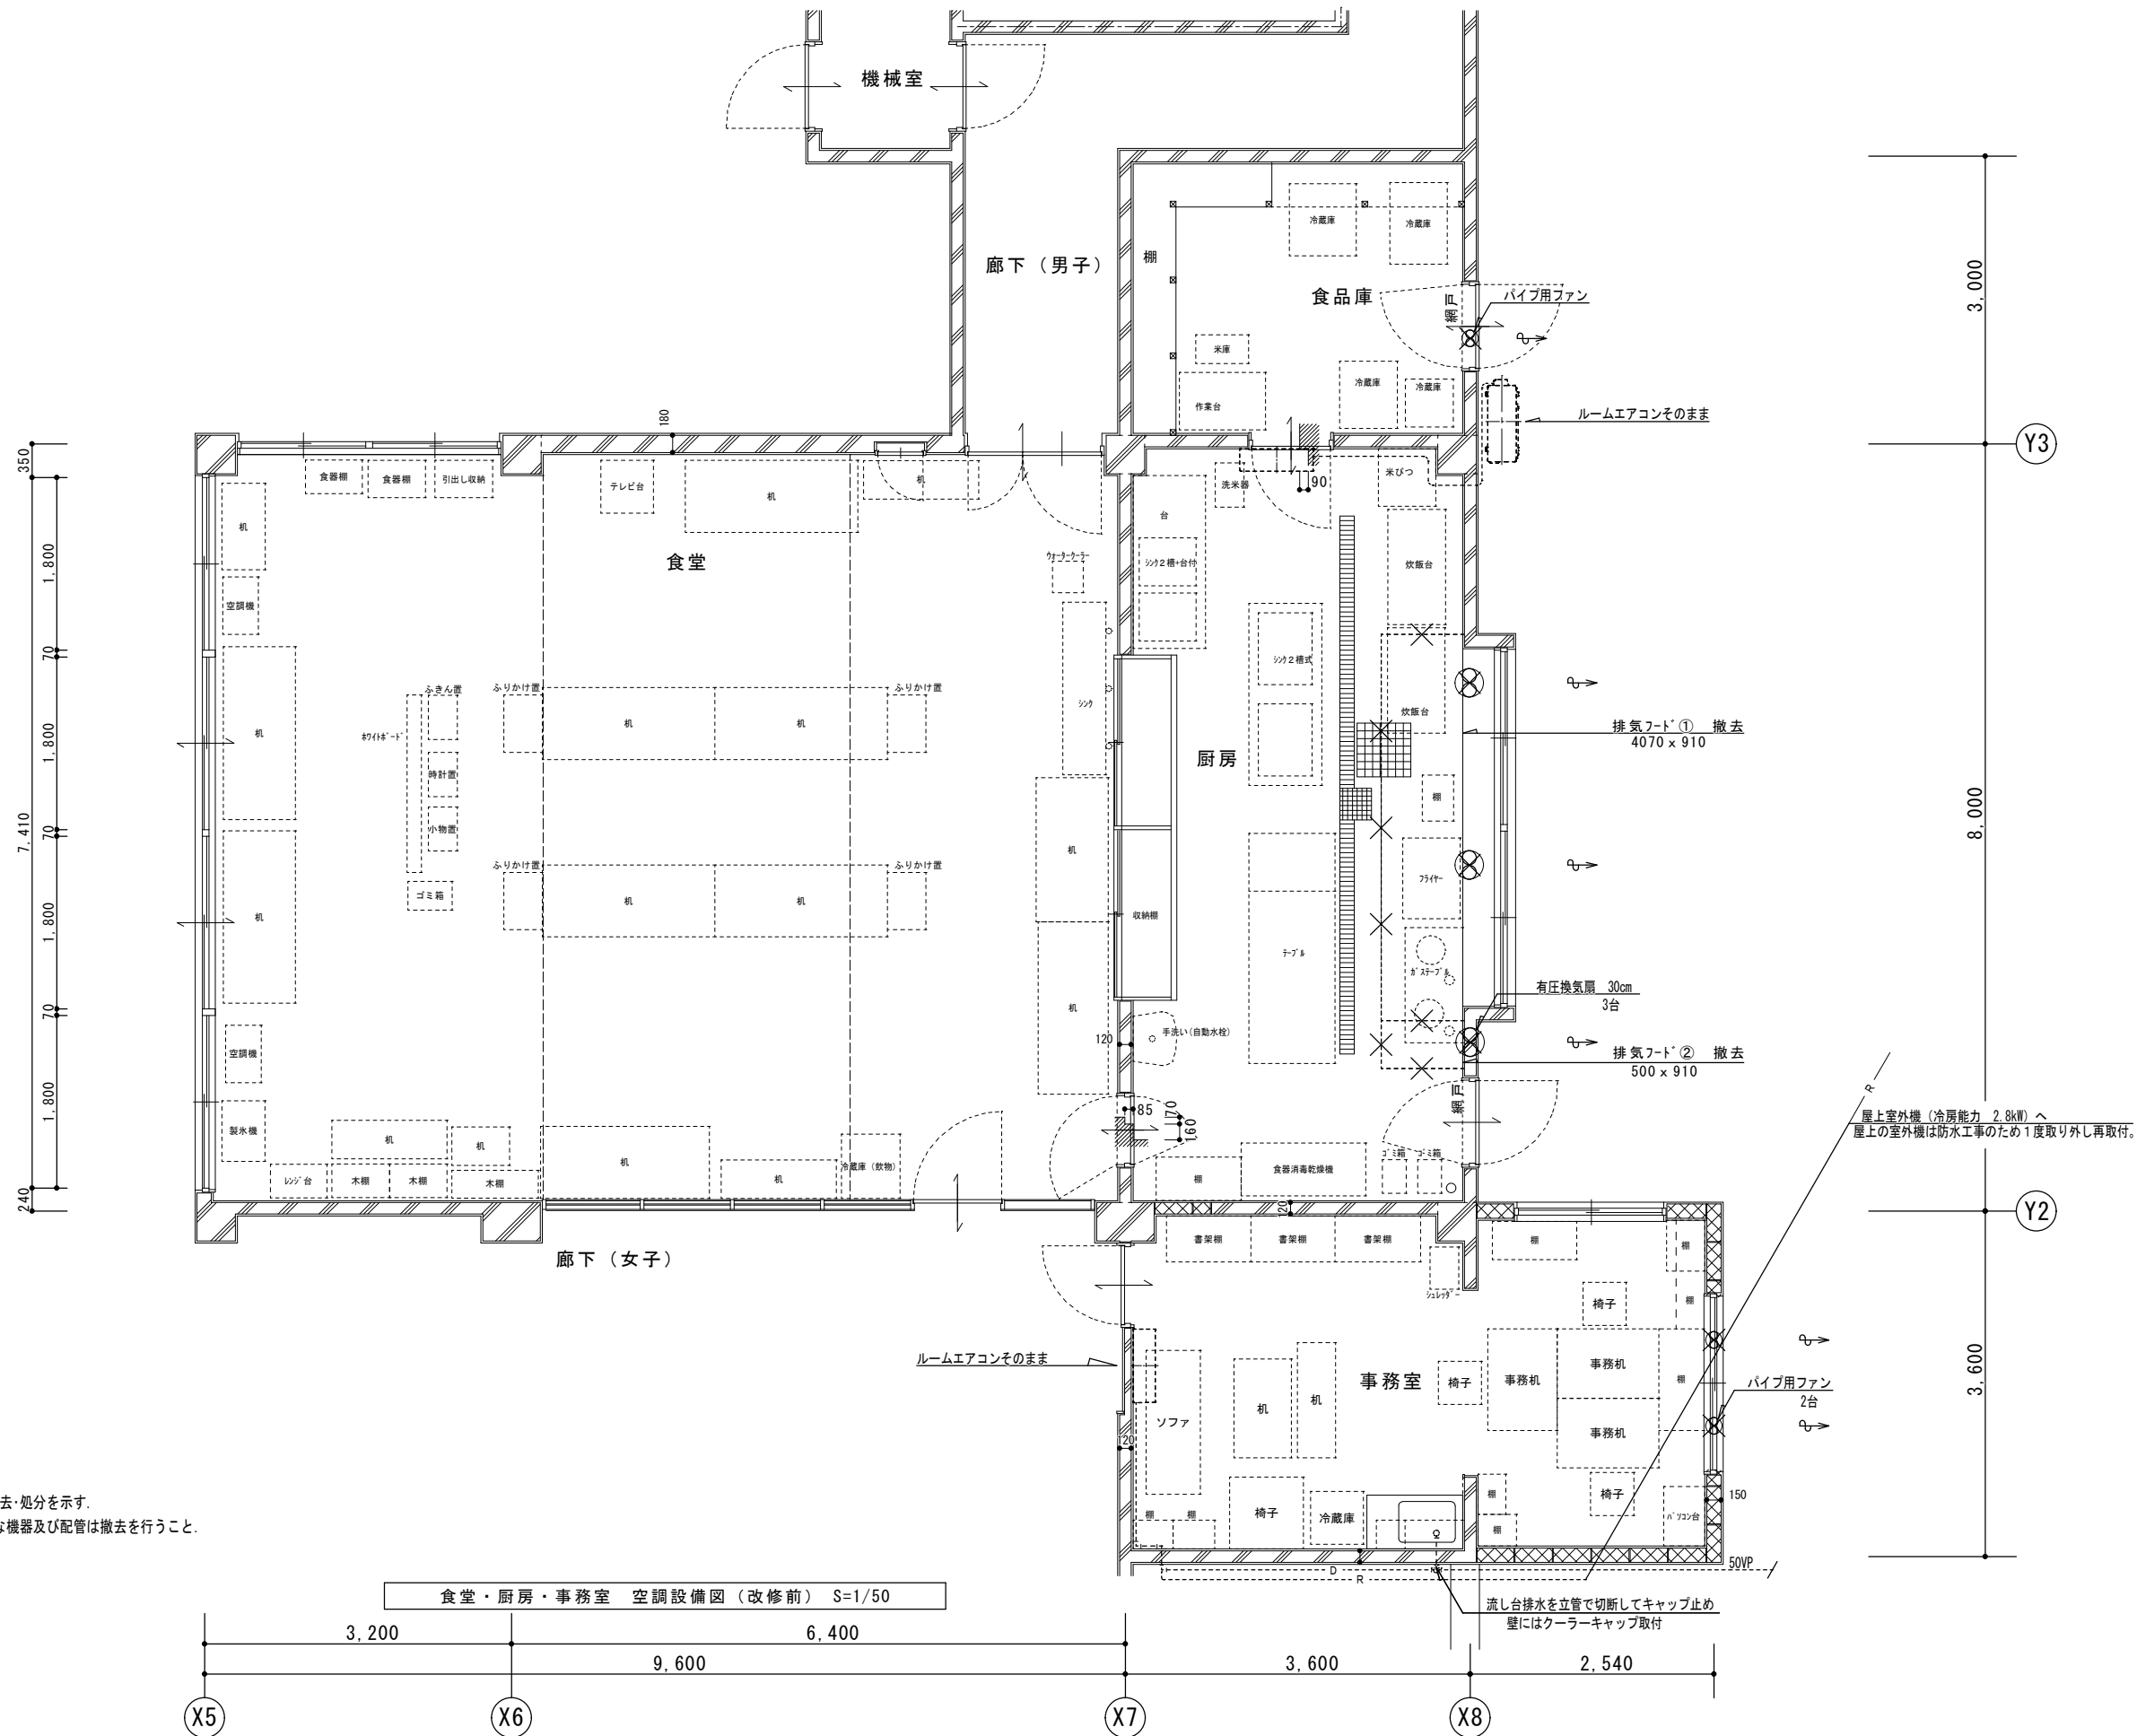 機械室
廊下（男子）
棚
冷蔵庫
冷蔵庫
食品庫
網戸
パイプ用ファン
米庫
作業台
冷蔵庫
冷蔵庫
ルームエアコンそのまま
3,000
Y3
350
7,410
1,800
70
1,800
70
1,800
70
1,800
240
180
食器棚
食器棚
引出し収納
テレビ台
机
机
机
食堂
空調機
ウォータークーラー
机
ふきん置
ホワイトボード
時計置
小物置
ゴミ箱
ふりかけ置
机
机
ふりかけ置
シンク
机
ふりかけ置
机
机
ふりかけ置
机
机
空調機
製氷機
レンジ台
机
木棚
木棚
机
木棚
机
机
冷蔵庫（飲物）
洗米器
90
米びつ
台
シンク2槽+台付
炊飯台
シンク2槽式
炊飯台
厨房
棚
フライヤー
収納棚
テーブル
ガステーブル
手洗い(自動水栓)
120
85
70
160
網戸
棚
食器消毒乾燥機
ゴミ箱
ゴミ箱
120
排気フード① 撤去
4070 x 910
8,000
有圧換気扇 30cm
3台
排気フード② 撤去
500 x 910
R
屋上室外機（冷房能力 2.8kW）へ
屋上の室外機は防水工事のため1度取り外し再取付。
Y2
廊下（女子）
書架棚
書架棚
書架棚
シュレッダー
棚
棚
棚
椅子
ルームエアコンそのまま
事務室
椅子
事務机
事務机
事務机
棚
パイプ用ファン
2台
3,600
ソファ
机
机
120
棚
棚
椅子
冷蔵庫
棚
棚
椅子
パソコン台
150
50VP
D
R
流し台排水を立管で切断してキャップ止め
壁にはクーラーキャップ取付
去・処分を示す.
な機器及び配管は撤去を行うこと.
食堂・厨房・事務室 空調設備図（改修前） S=1/50
3,200
6,400
9,600
3,600
2,540
X5
X6
X7
X8